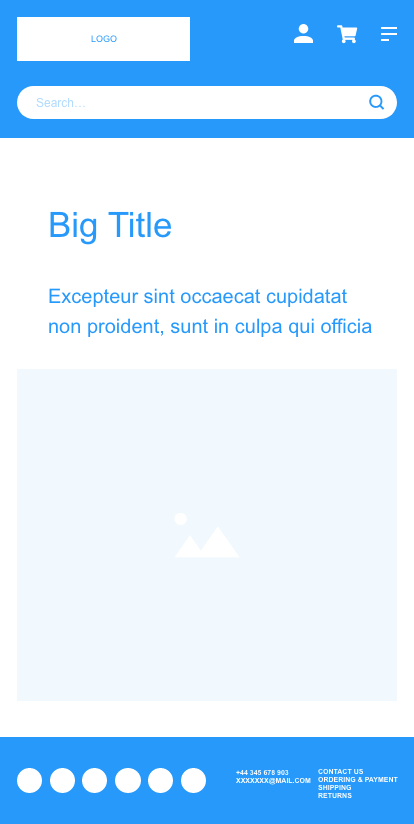 LOGO
Search...
Big Title
Excepteur sint occaecat cupidatat
non proident, sunt in culpa qui officia
+44 345 678 903
XXXXXXX@MAIL.COM
CONTACT US
ORDERING & PAYMENT
SHIPPING
RETURNS